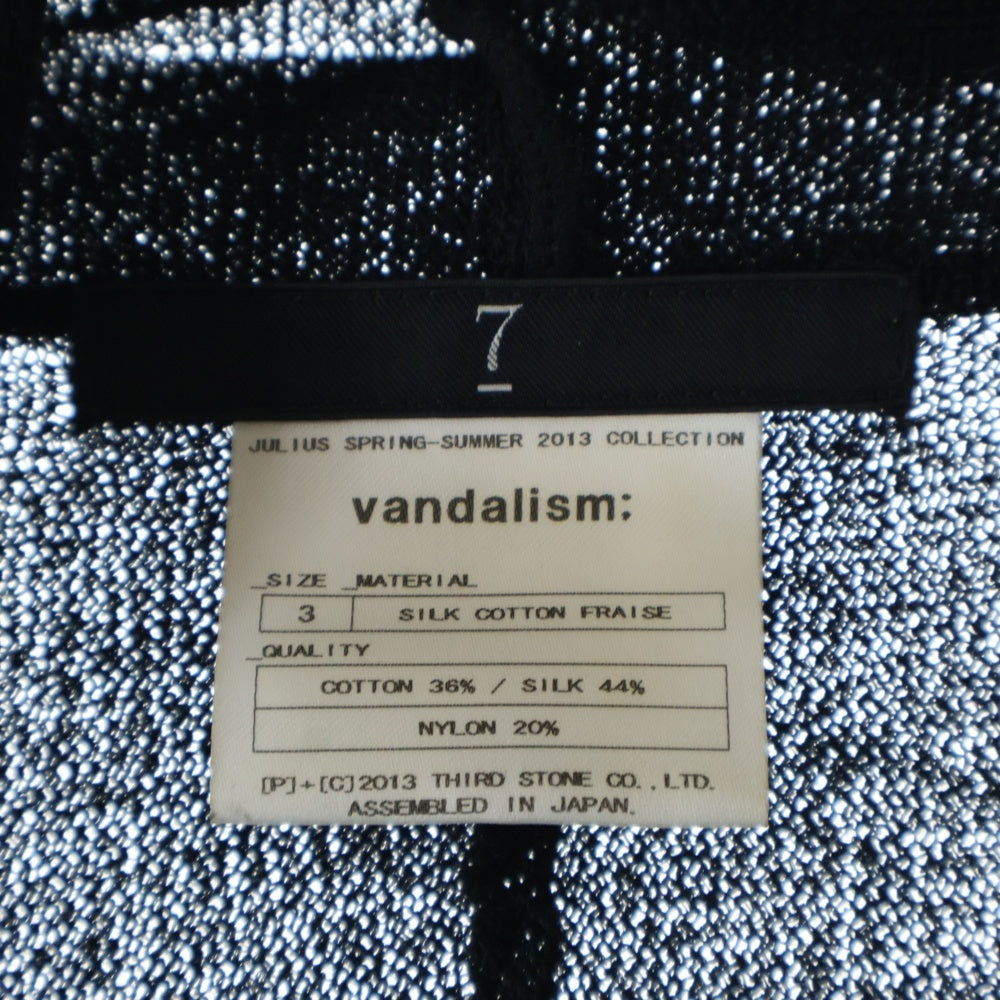 7
JULIUS SPRING-SUMMER 2013 COLLECTION
vandalism:
_SIZE _MATERIAL
3 SILK COTTON FRAISE
_QUALITY
COTTON 36% / SILK 44%
NYLON 20%
[P]+[C]2013 THIRD STONE CO.,LTD.
ASSEMBLED IN JAPAN.